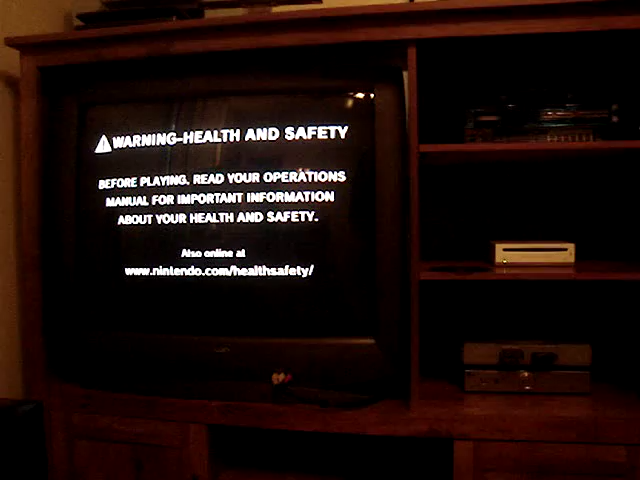 WARNING-HEALTH AND SAFETY
BEFORE PLAYING, READ YOUR OPERATIONS
MANUAL FOR IMPORTANT INFORMATION
ABOUT YOUR HEALTH AND SAFETY.
Also online at
www.nintendo.com/healthsafety/